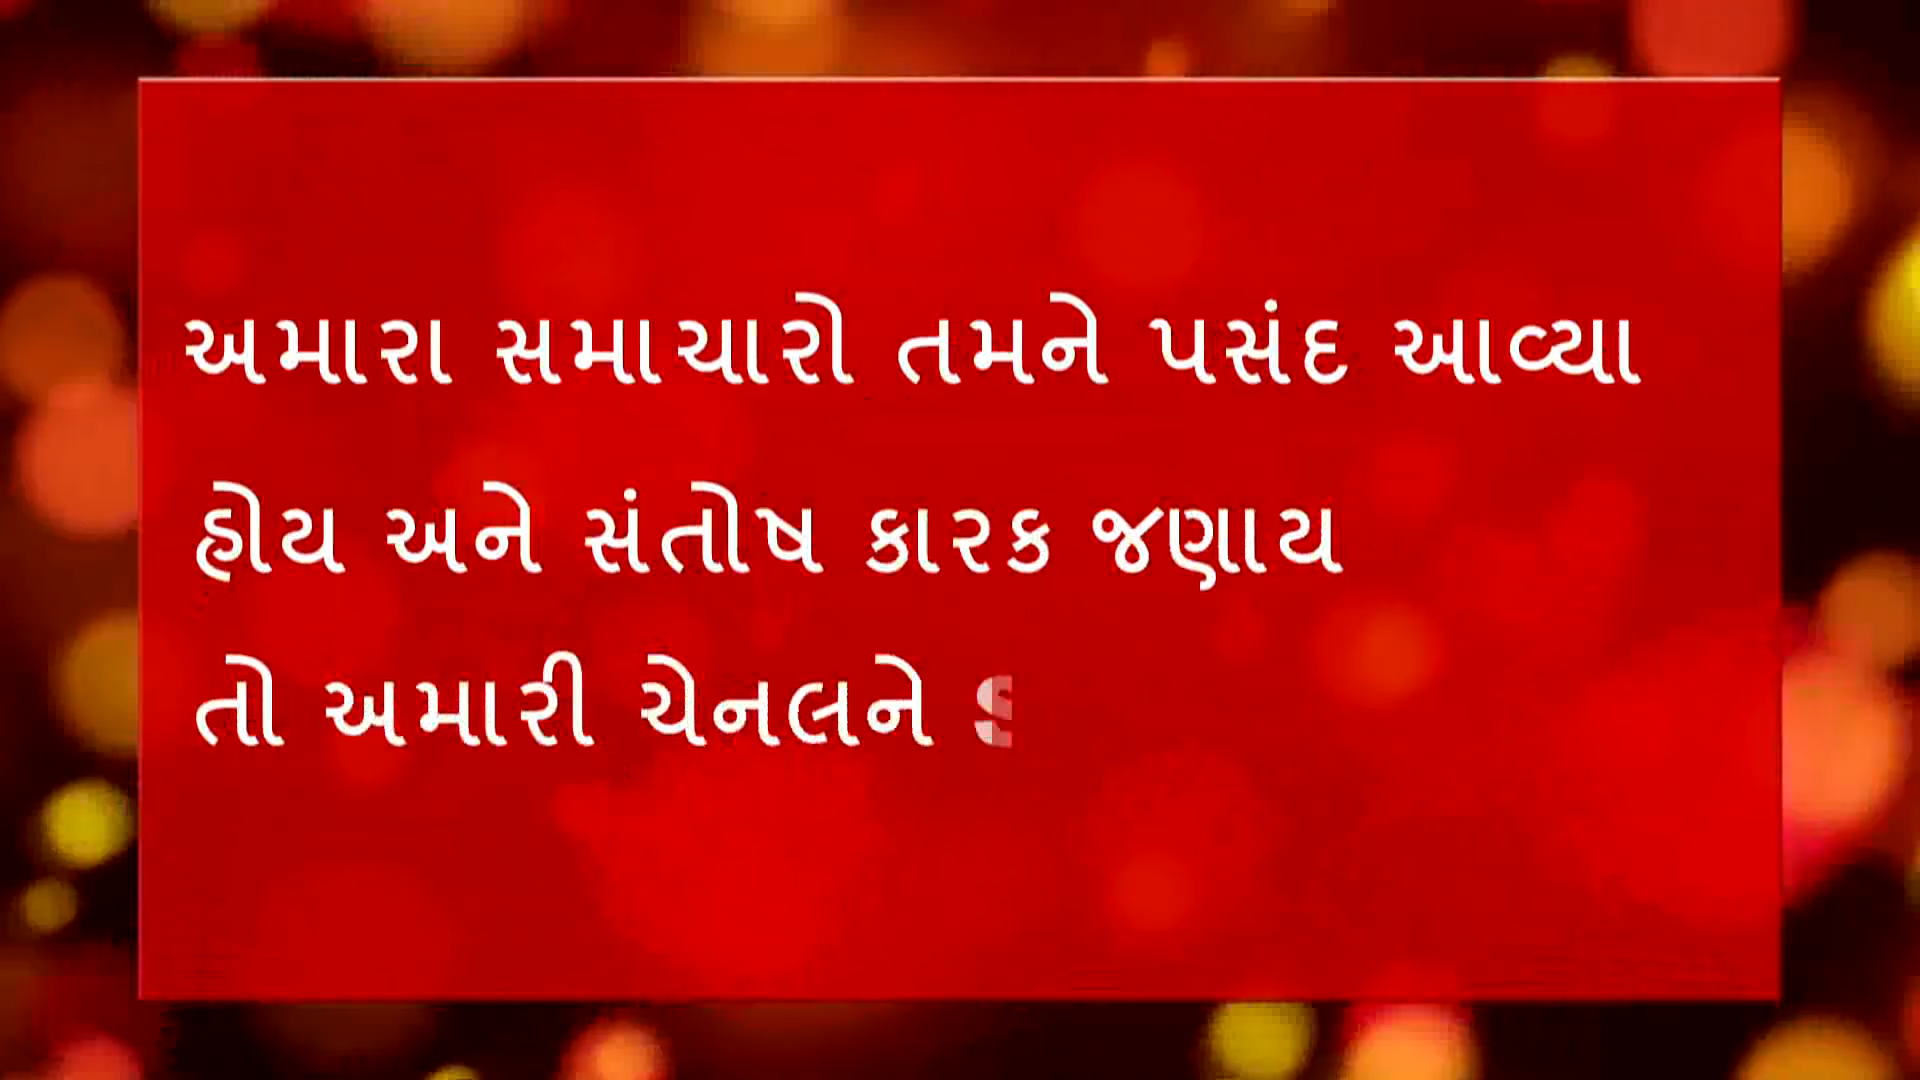 અમારા સમાચારો તમને પસંદ આવ્યા
હોય અને સંતોષ કારક જણાય
તો અમારી ચેનલને